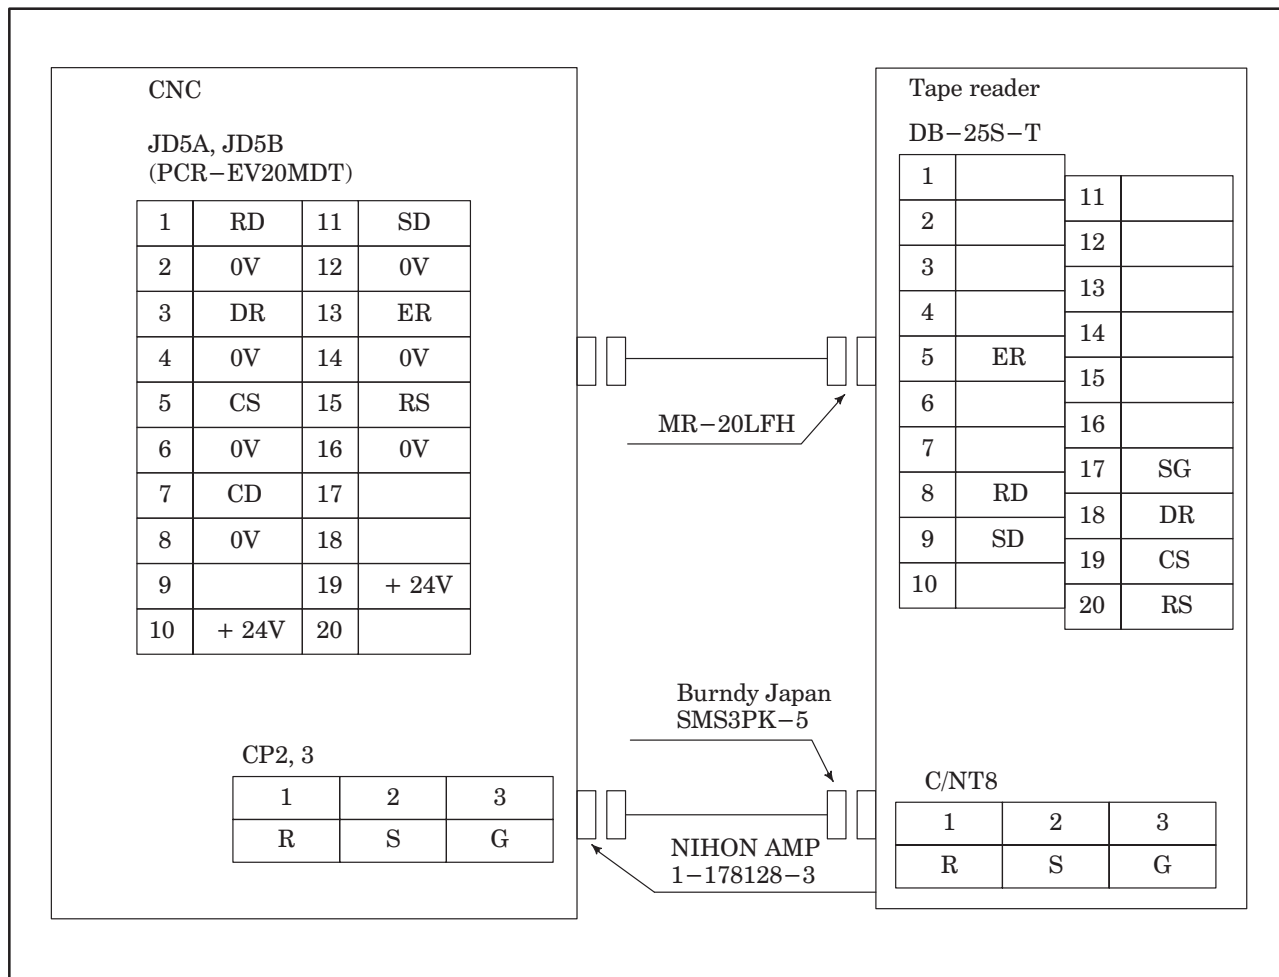 CNC
JD5A, JD5B
(PCR−EV20MDT)
1 RD 11 SD
2 0V 12 0V
3 DR 13 ER
4 0V 14 0V
5 CS 15 RS
6 0V 16 0V
7 CD 17
8 0V 18
9 19 + 24V
10 + 24V 20
CP2, 3
1 2 3
R S G
MR−20LFH
Burndy Japan
SMS3PK−5
NIHON AMP
1−178128−3
Tape reader
DB−25S−T
1
2
3
4
5 ER
6
7
8 RD
9 SD
10
11
12
13
14
15
16
17 SG
18 DR
19 CS
20 RS
C/NT8
1 2 3
R S G